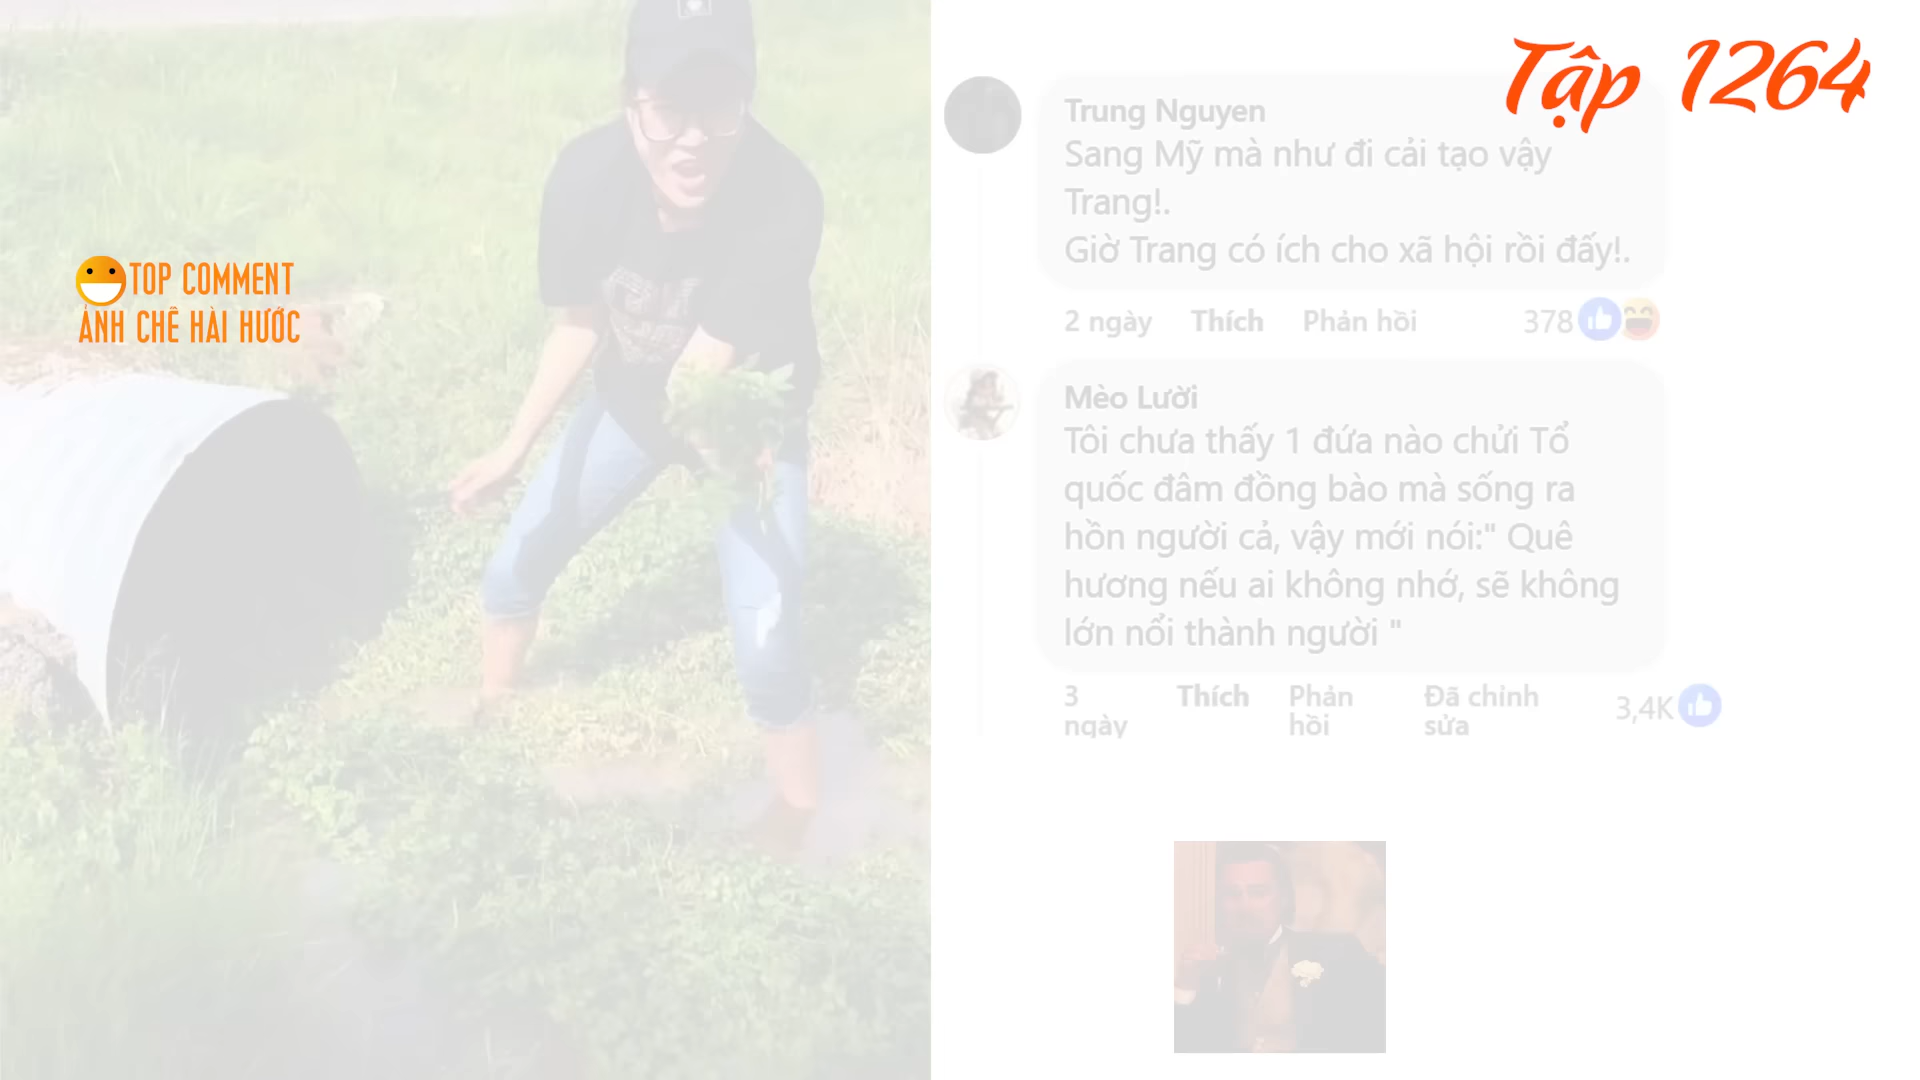 Tập 1264
TOP COMMENT
ẢNH CHẾ HÀI HƯỚC
Trung Nguyen
Sang Mỹ mà như đi cải tạo vậy
Trang!.
Giờ Trang có ích cho xã hội rồi đấy!.
2 ngày Thích Phản hồi 378
Mèo Lười
Tôi chưa thấy 1 đứa nào chửi Tổ
quốc đâm đồng bào mà sống ra
hồn người cả, vậy mới nói:" Quê
hương nếu ai không nhớ, sẽ không
lớn nổi thành người "
3 ngày Thích Phản hồi Đã chỉnh sửa 3,4K